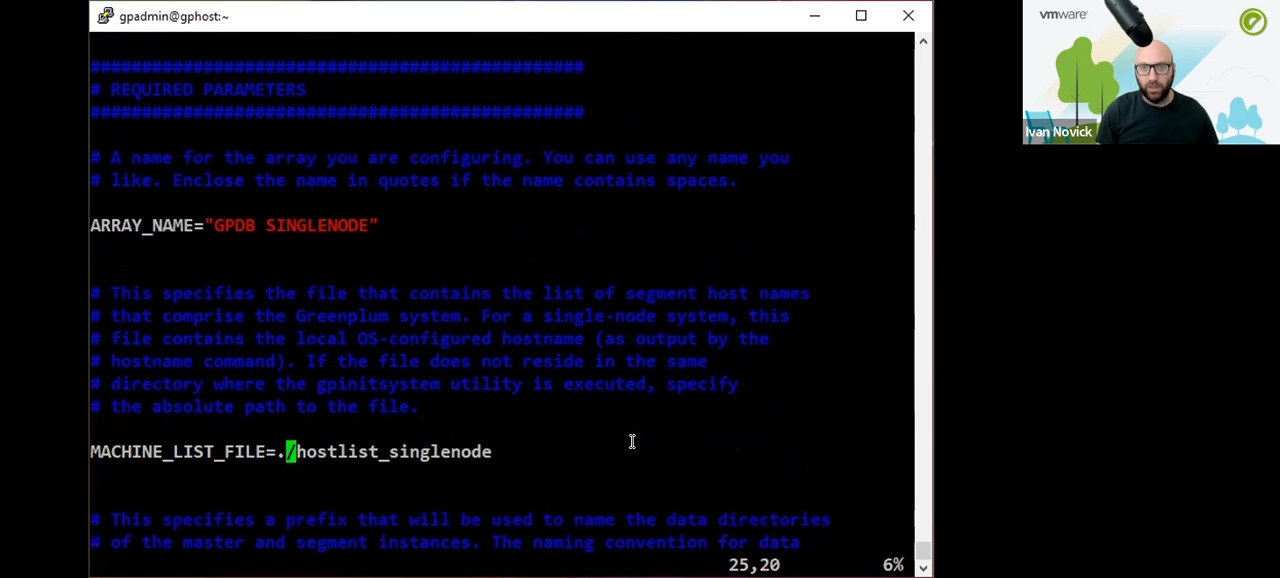 gpadmin@gphost:~
################################################
# REQUIRED PARAMETERS
################################################
# A name for the array you are configuring. You can use any name you
# like. Enclose the name in quotes if the name contains spaces.
ARRAY_NAME="GPDB SINGLENODE"
# This specifies the file that contains the list of segment host names
# that comprise the Greenplum system. For a single-node system, this
# file contains the local OS-configured hostname (as output by the
# hostname command). If the file does not reside in the same
# directory where the gpinitsystem utility is executed, specify
# the absolute path to the file.
MACHINE_LIST_FILE=./hostlist_singlenode
# This specifies a prefix that will be used to name the data directories
# of the master and segment instances. The naming convention for data
25,20 6%
vmware
Ivan Novick